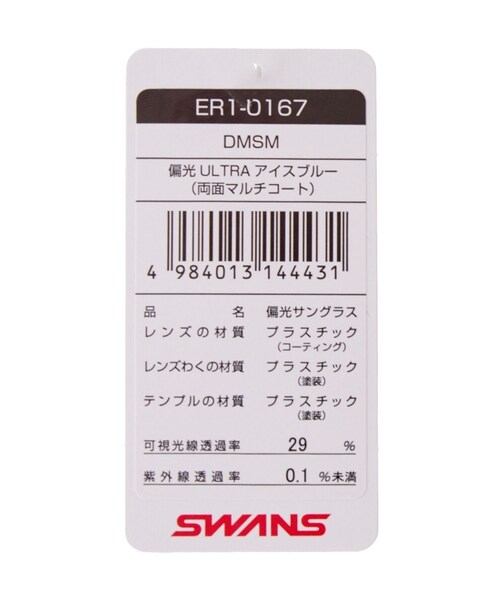 ER1-0167
DMSM
偏光ULTRAアイスブルー
(両面マルチコート)
4 984013 144431
品名 偏光サングラス
レンズの材質 プラスチック
(コーティング)
レンズわくの材質 プラスチック
(塗装)
テンプルの材質 プラスチック
(塗装)
可視光線透過率 29 %
紫外線透過率 0.1 %未満
SWANS